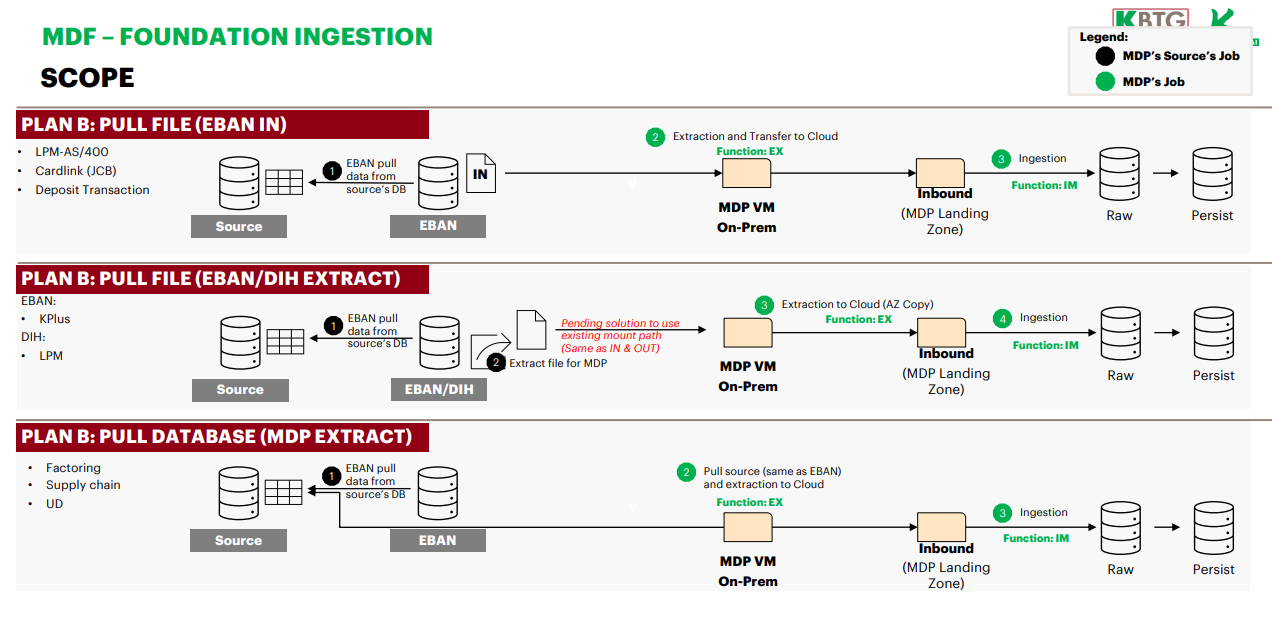 MDF – FOUNDATION INGESTION
SCOPE
KBTG
Legend:
MDP's Source's Job
MDP's Job
PLAN B: PULL FILE (EBAN IN)
• LPM-AS/400
• Cardlink (JCB)
• Deposit Transaction
Source
1
EBAN pull
data from
source's DB
EBAN
IN
2 Extraction and Transfer to Cloud
Function: EX
MDP VM
On-Prem
Inbound
(MDP Landing
Zone)
3 Ingestion
Function: IM
Raw
Persist
PLAN B: PULL FILE (EBAN/DIH EXTRACT)
EBAN:
• KPlus
DIH:
• LPM
Source
1
EBAN pull
data from
source's DB
EBAN/DIH
2 Extract file for MDP
Pending solution to use
existing mount path
(Same as IN & OUT)
3 Extraction to Cloud (AZ Copy)
Function: EX
MDP VM
On-Prem
Inbound
(MDP Landing
Zone)
4 Ingestion
Function: IM
Raw
Persist
PLAN B: PULL DATABASE (MDP EXTRACT)
• Factoring
• Supply chain
• UD
Source
1
EBAN pull
data from
source's DB
EBAN
2 Pull source (same as EBAN)
and extraction to Cloud
Function: EX
MDP VM
On-Prem
Inbound
(MDP Landing
Zone)
3 Ingestion
Function: IM
Raw
Persist